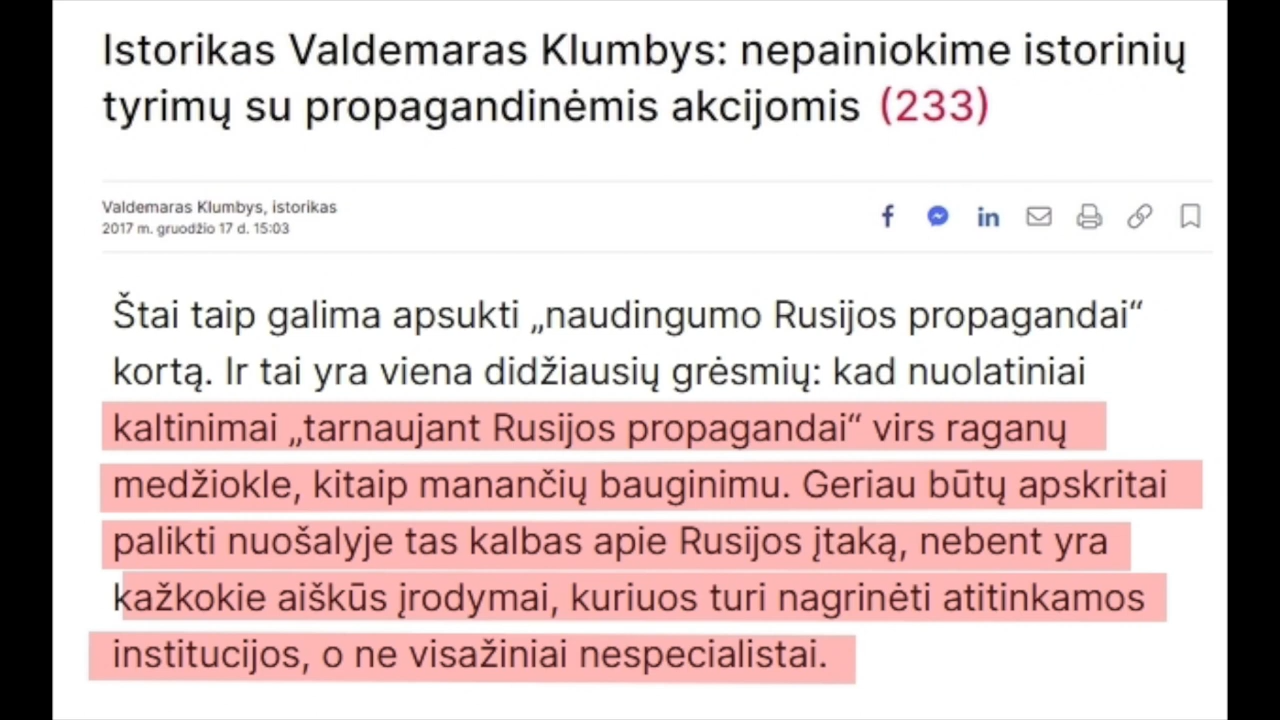 Istorikas Valdemaras Klumbys: nepainiokime istorinių
tyrimų su propagandinėmis akcijomis (233)
Valdemaras Klumbys, istorikas
2017 m. gruodžio 17 d. 15:03
f in
Štai taip galima apsukti „naudingumo Rusijos propagandai“
kortą. Ir tai yra viena didžiausių grėsmių: kad nuolatiniai
kaltinimai „tarnaujant Rusijos propagandai“ virs raganų
medžiokle, kitaip manančių bauginimu. Geriau būtų apskritai
palikti nuošalyje tas kalbas apie Rusijos įtaką, nebent yra
kažkokie aiškūs įrodymai, kuriuos turi nagrinėti atitinkamos
institucijos, o ne visažiniai nespecialistai.